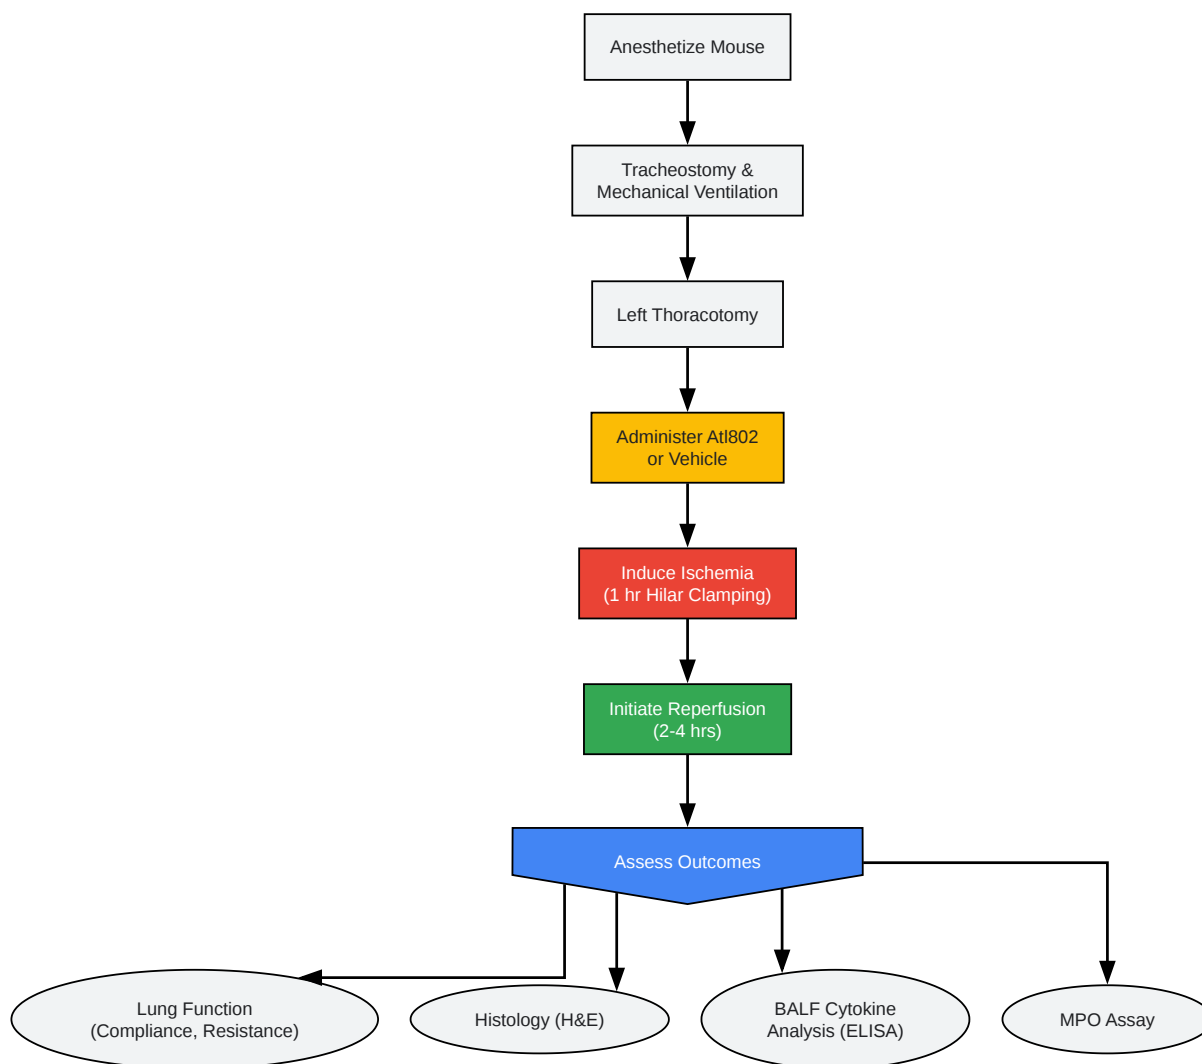 Anesthetize Mouse
Tracheostomy &
Mechanical Ventilation
Left Thoracotomy
Administer Atl802
or Vehicle
Induce Ischemia
(1 hr Hilar Clamping)
Initiate Reperfusion
(2-4 hrs)
Assess Outcomes
Lung Function
(Compliance, Resistance)
Histology (H&E)
BALF Cytokine
Analysis (ELISA)
MPO Assay